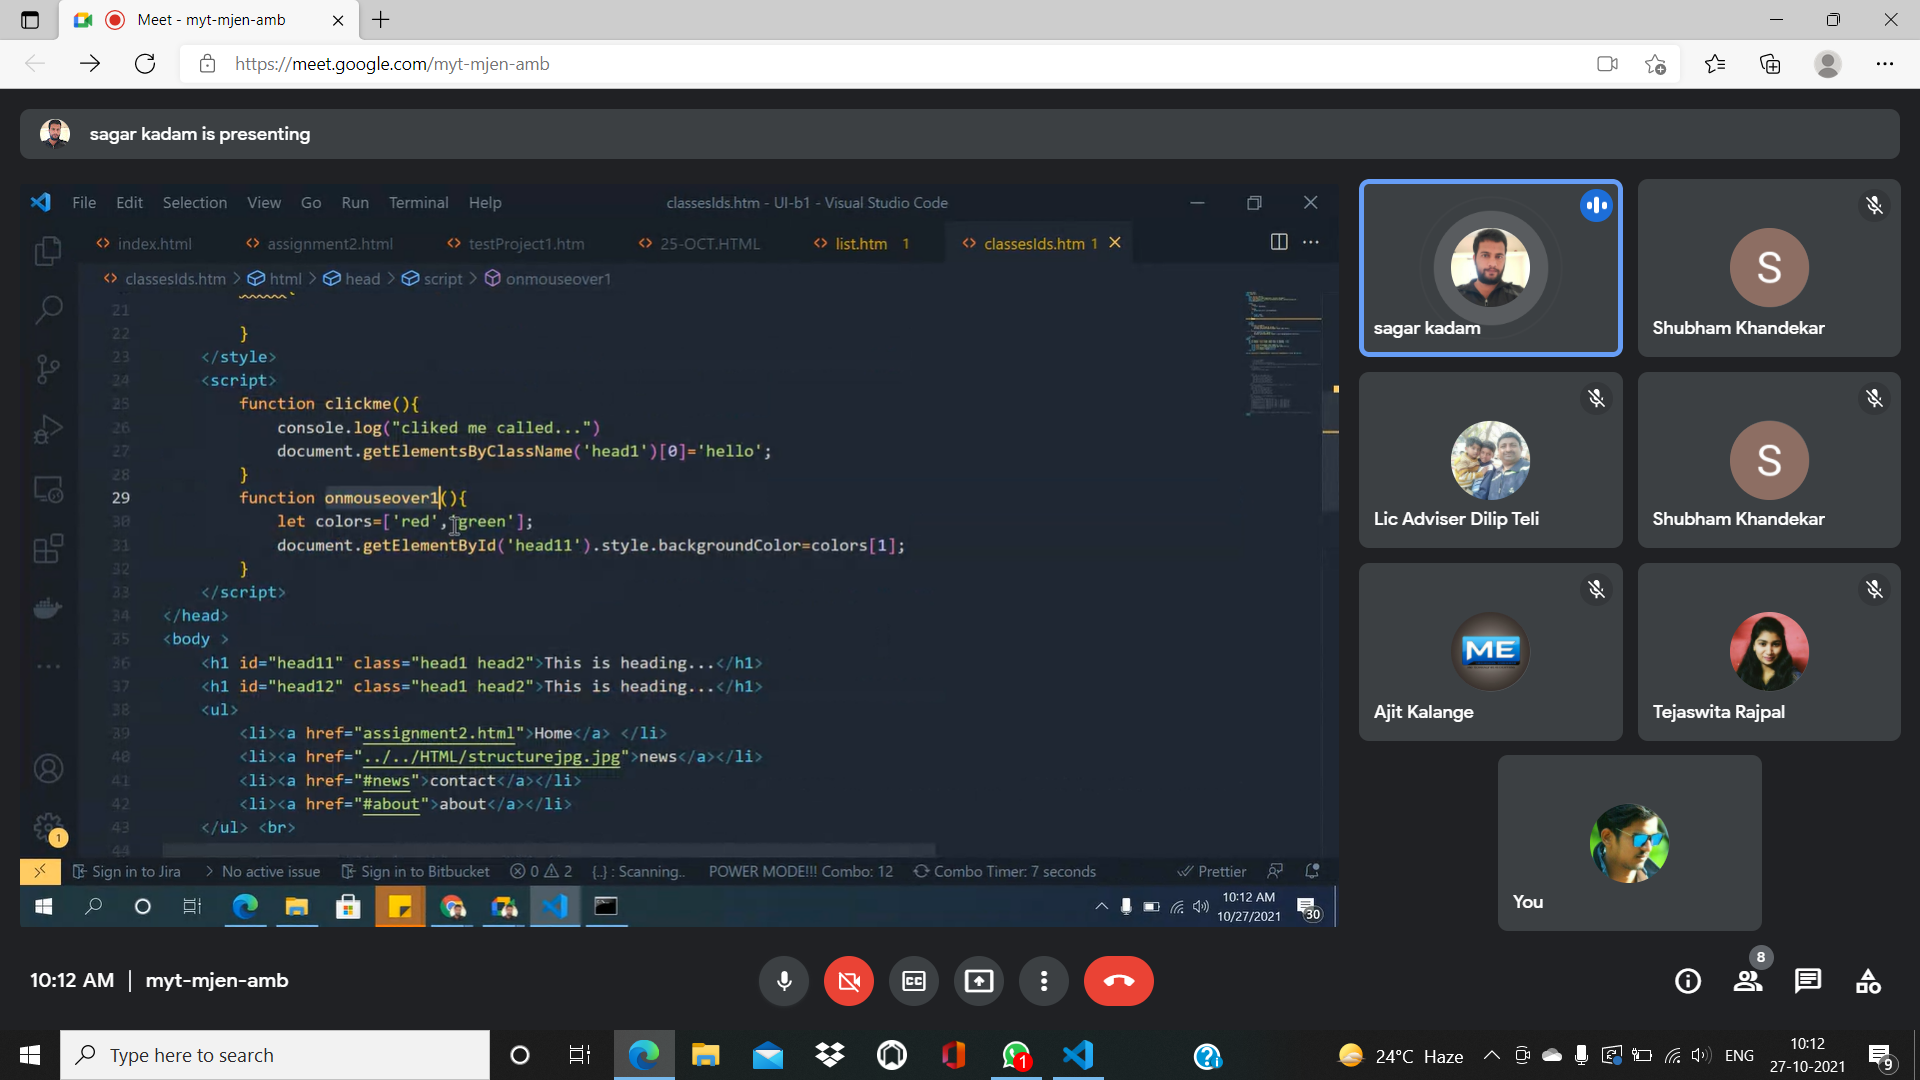 Meet - myt-mjen-amb
https://meet.google.com/myt-mjen-amb
sagar kadam is presenting
File Edit Selection View Go Run Terminal Help classesIds.htm - UI-b1 - Visual Studio Code
index.html assignment2.html testProject1.htm 25-OCT.HTML list.htm 1 classesIds.htm 1
classesIds.htm > html > head > script > onmouseover1
21
22 }
23 </style>
24 <script>
25 function clickme(){
26 console.log("cliked me called...")
27 document.getElementsByClassName('head1')[0]='hello';
28 }
29 function onmouseover1(){
30 let colors=['red','green'];
31 document.getElementById('head11').style.backgroundColor=colors[1];
32 }
33 </script>
34 </head>
35 <body >
36 <h1 id="head11" class="head1 head2">This is heading...</h1>
37 <h1 id="head12" class="head1 head2">This is heading...</h1>
38 <ul>
39 <li><a href="assignment2.html">Home</a> </li>
40 <li><a href="../../HTML/structurejpg.jpg">news</a></li>
41 <li><a href="#news">contact</a></li>
42 <li><a href="#about">about</a></li>
43 </ul> <br>
44
1
Sign in to Jira > No active issue Sign in to Bitbucket 0 2 {..} : Scanning.. POWER MODE!!! Combo: 12 Combo Timer: 7 seconds Prettier
10:12 AM
10/27/2021
30
sagar kadam
S
Shubham Khandekar
Lic Adviser Dilip Teli
S
Shubham Khandekar
ME
Ajit Kalange
Tejaswita Rajpal
You
10:12 AM | myt-mjen-amb
8
Type here to search
1
24°C Haze
ENG
10:12
27-10-2021
9